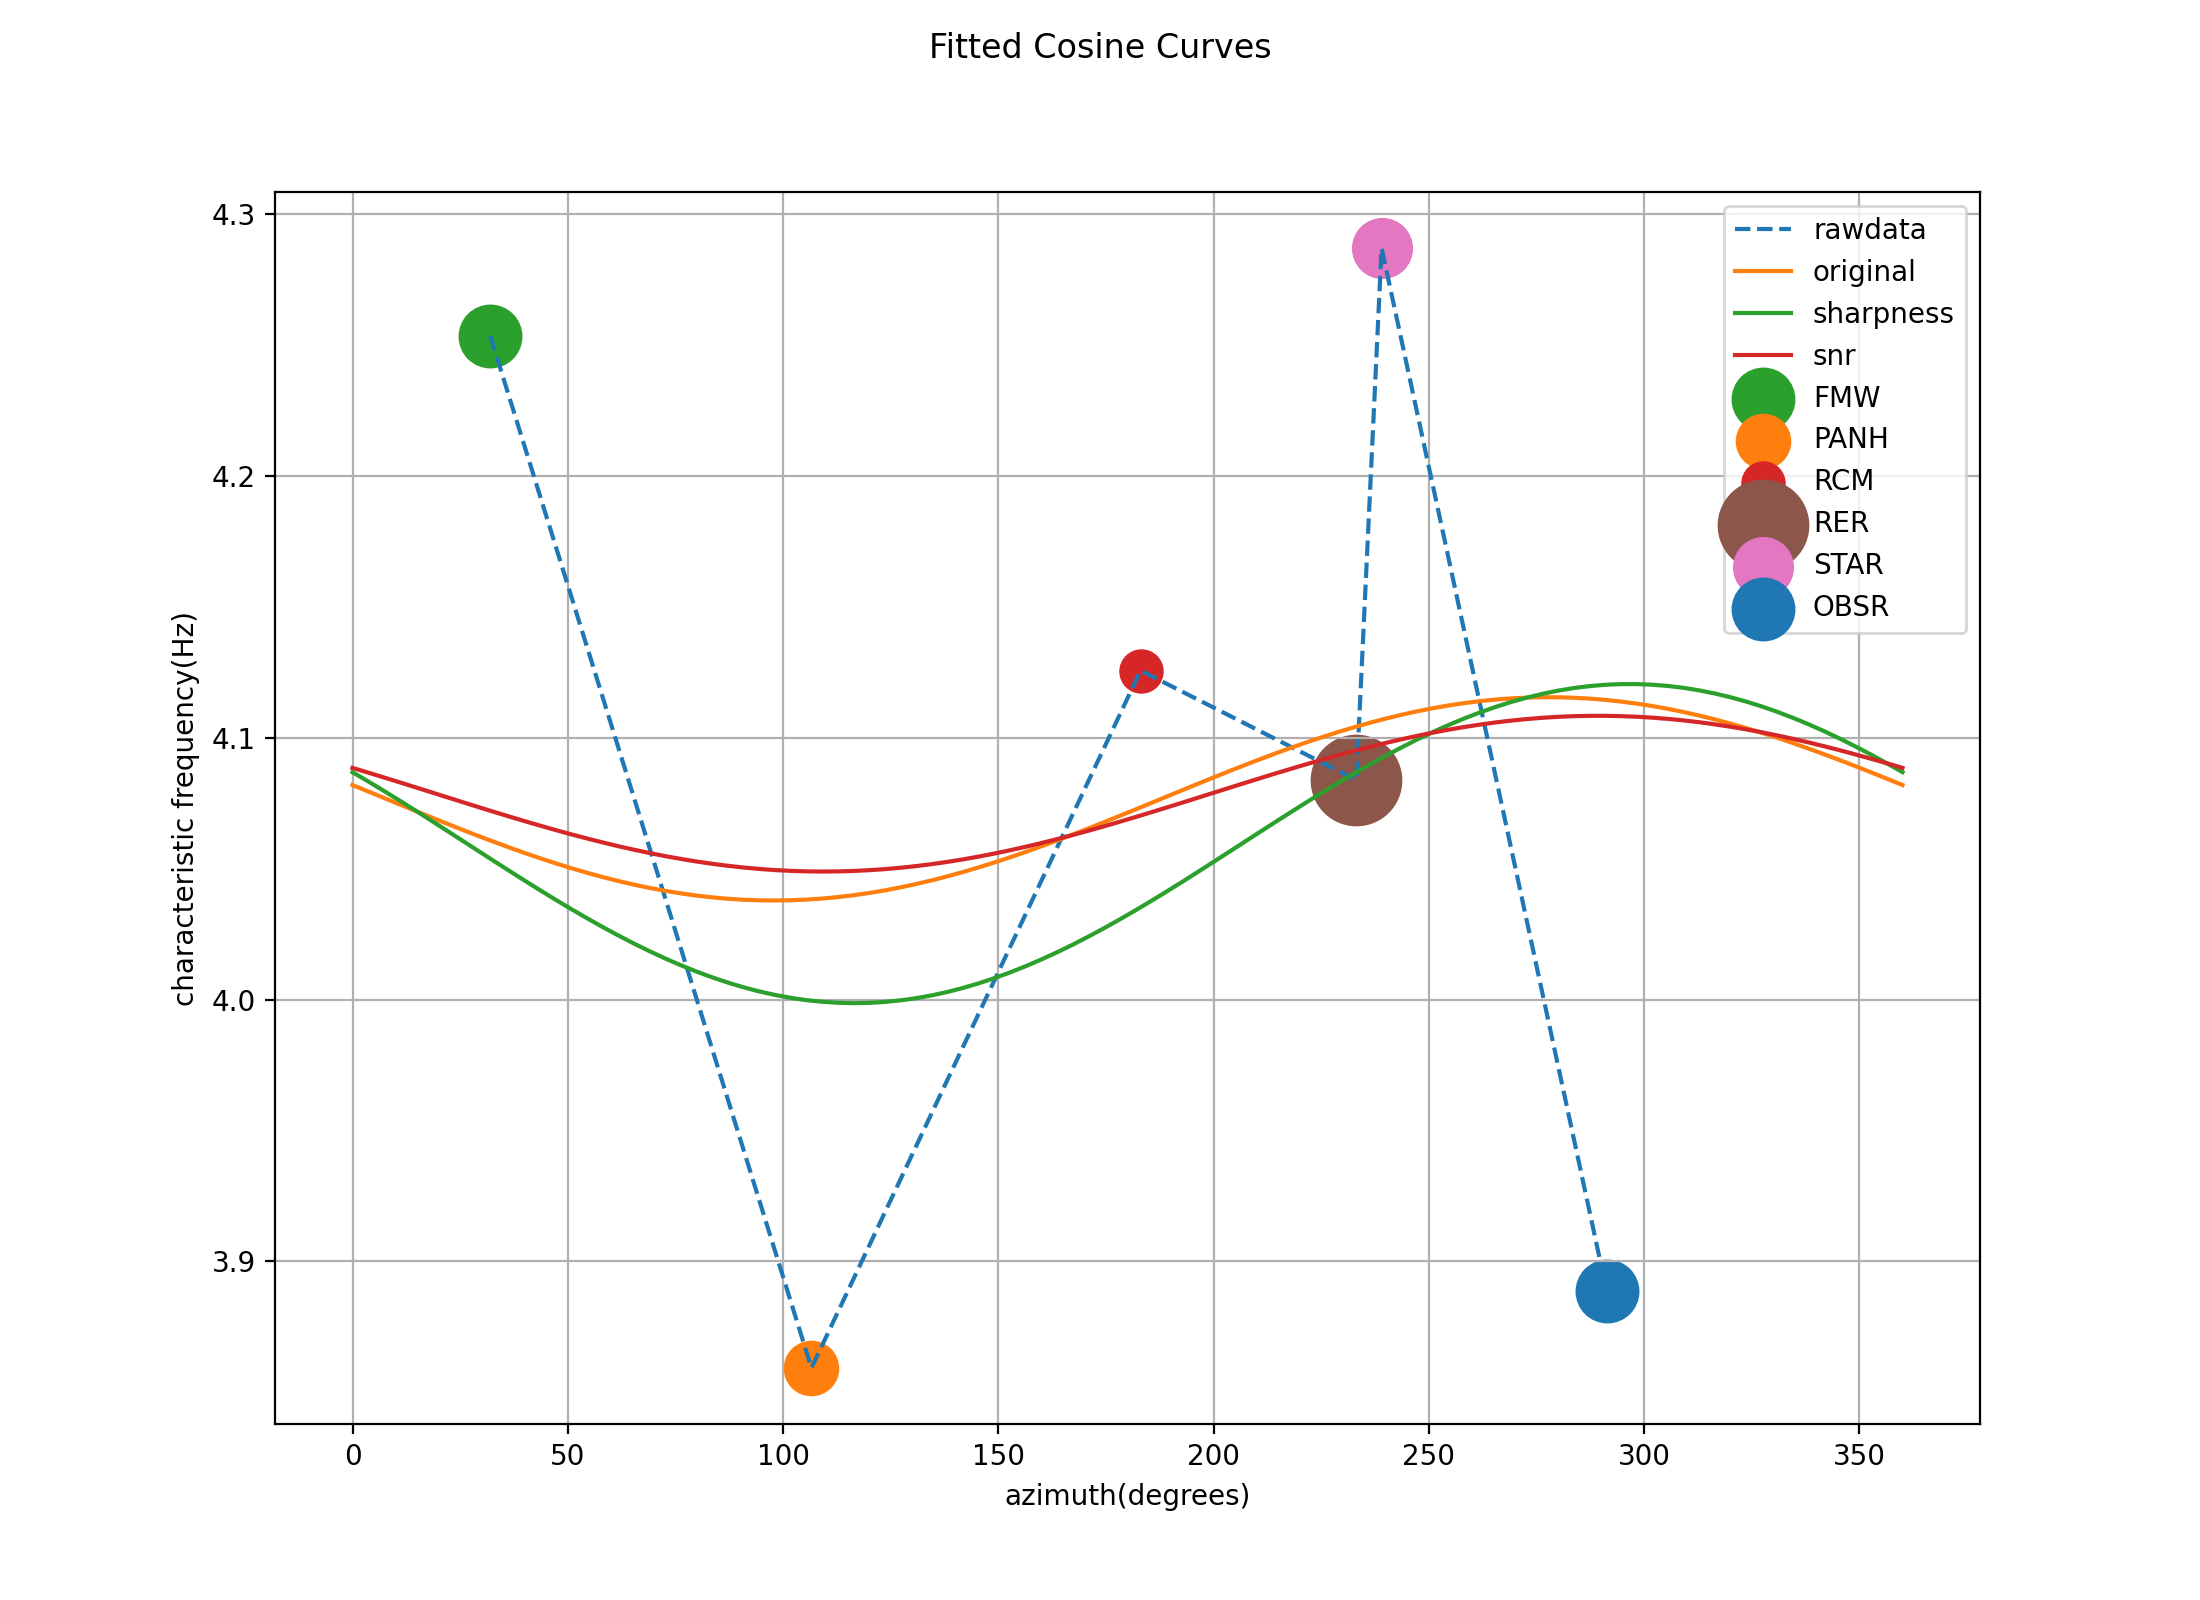 Fitted Cosine Curves
4.3
4.2
4.1
4.0
3.9
characteristic frequency(Hz)
rawdata
original
sharpness
snr
FMW
PANH
RCM
RER
STAR
OBSR
0 50 100 150 200 250 300 350
azimuth(degrees)